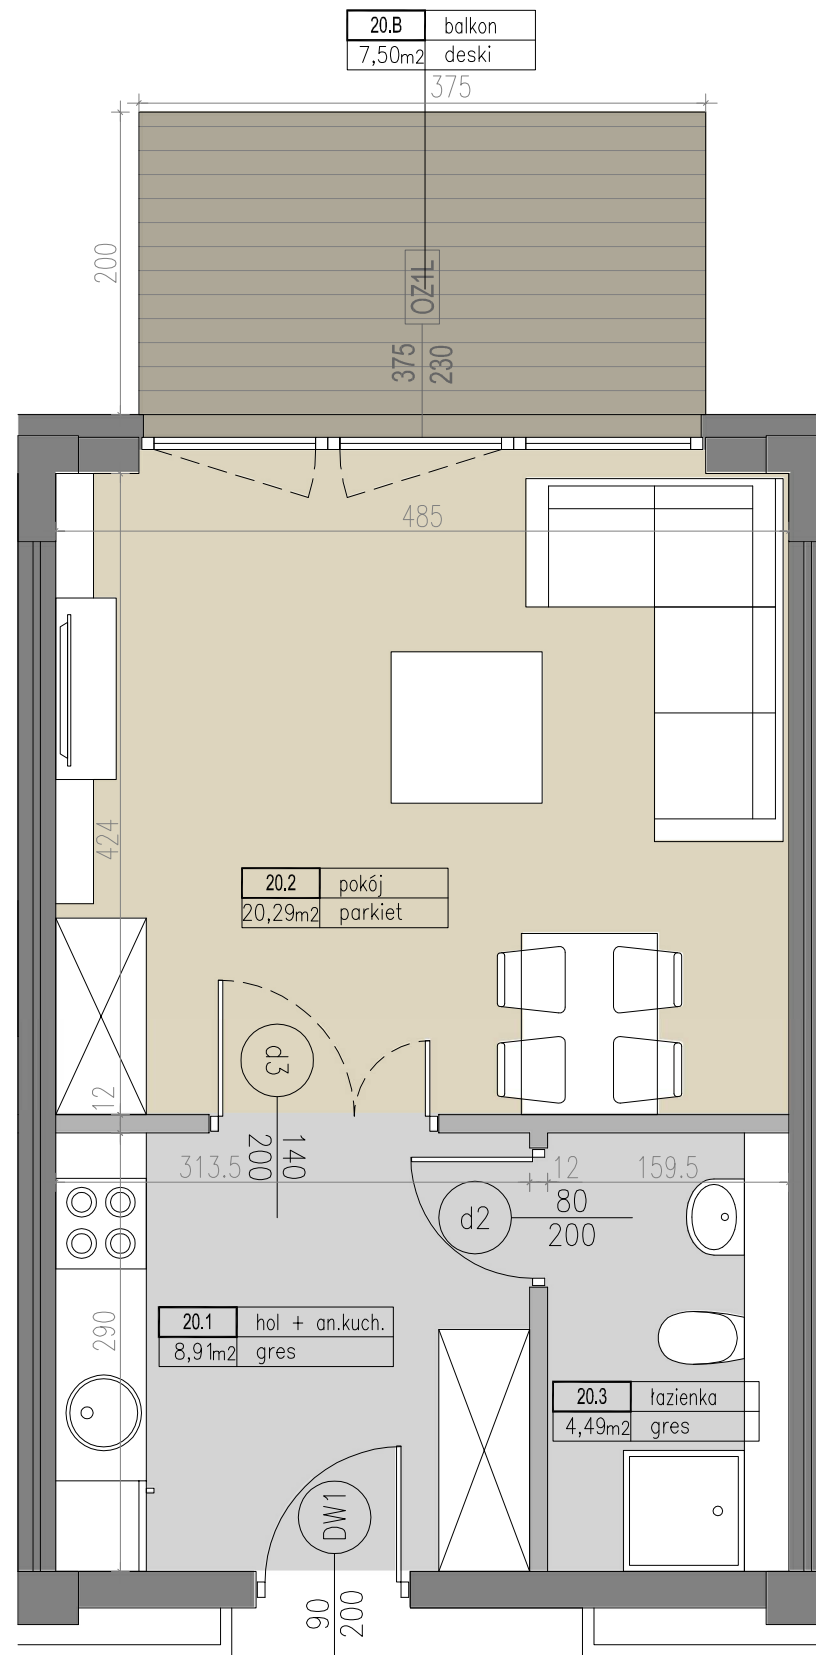 20.B balkon
7,50m2 deski
375
200
OZ1L
375
230
485
424
20.2 pokój
20,29m2 parkiet
d3
12
140
200
313.5
12
159.5
d2
80
200
290
20.1 hol + an.kuch.
8,91m2 gres
20.3 łazienka
4,49m2 gres
DW1
90
200